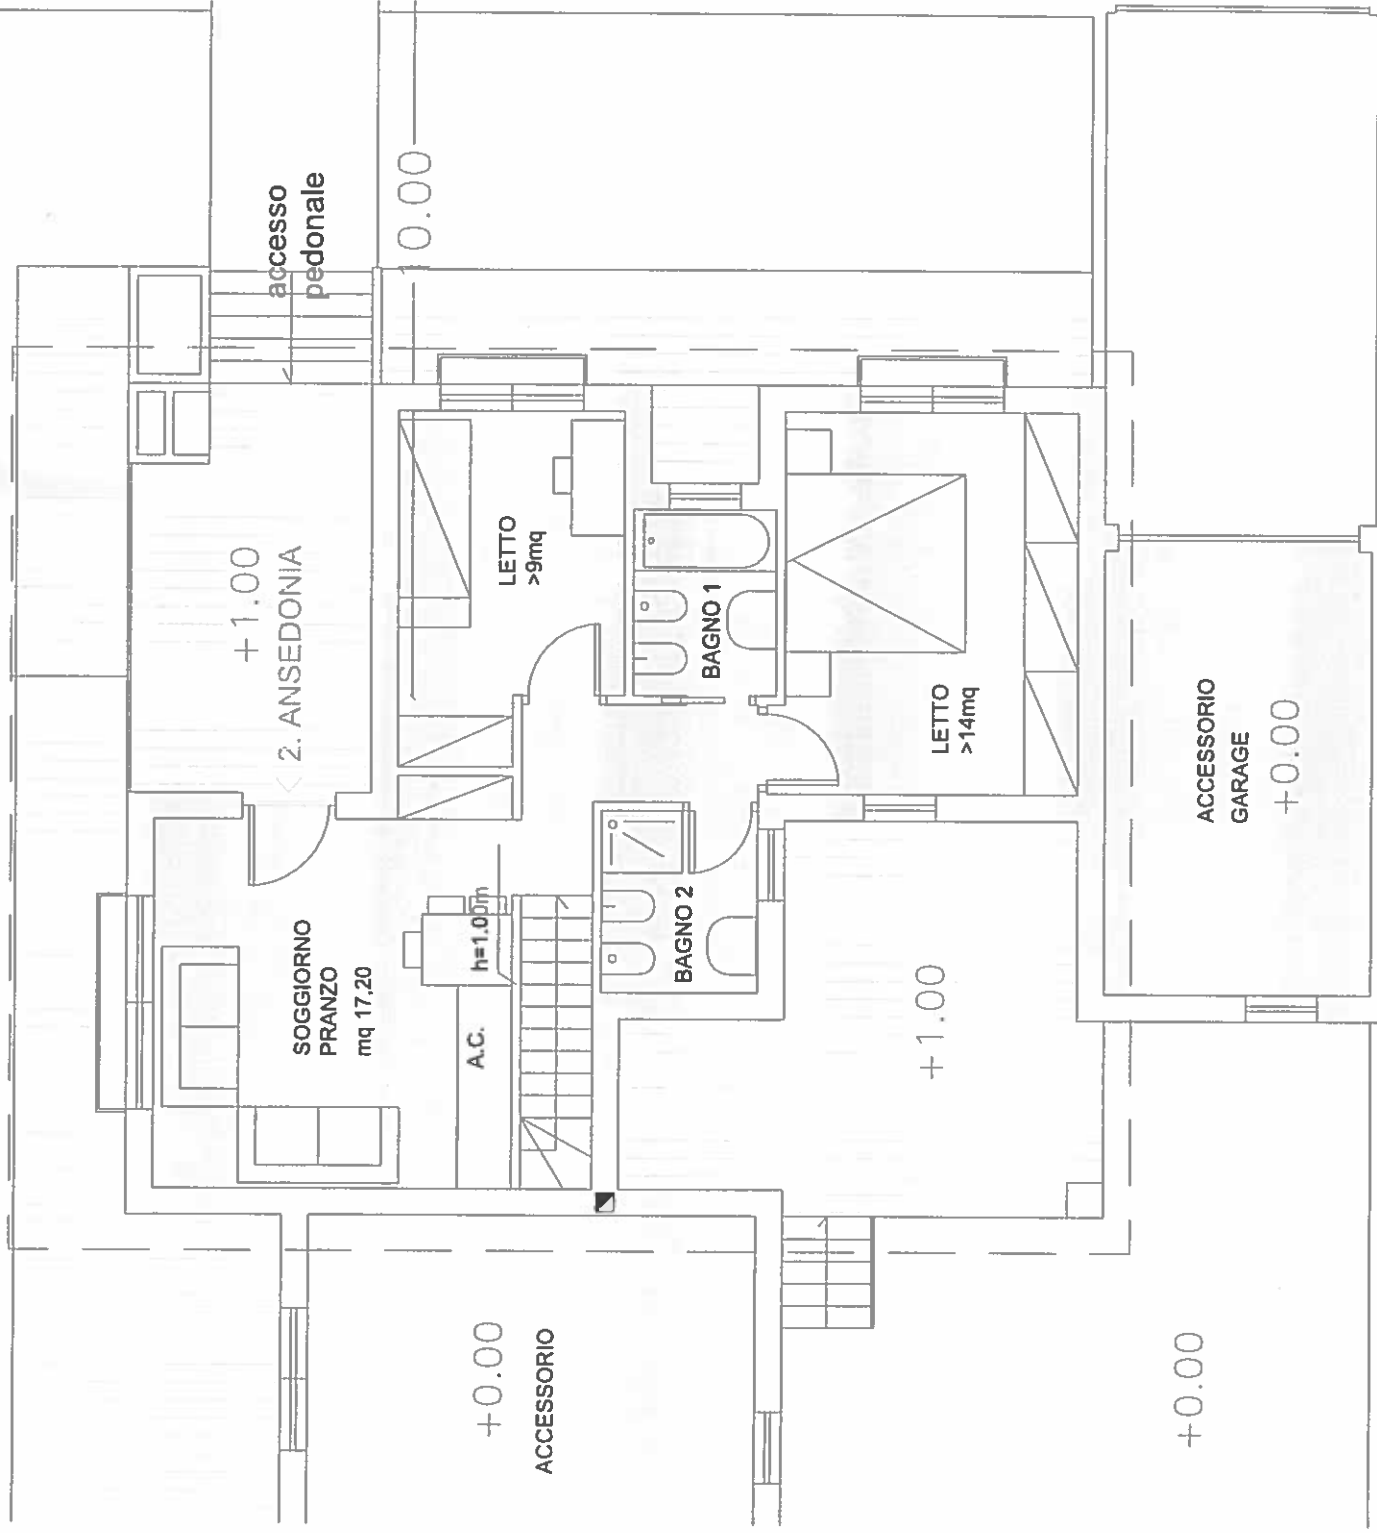 accesso
pedonale
0.00
+1.00
2. ANSEDONIA
LETTO
>9mq
BAGNO 1
LETTO
>14mq
ACCESSORIO
GARAGE
+0.00
SOGGIORNO
PRANZO
mq 17,20
h=1.00m
A.C.
BAGNO 2
+1.00
+0.00
ACCESSORIO
+0.00